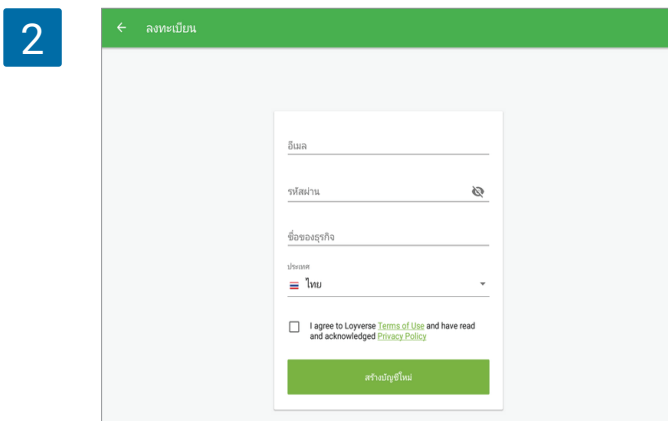 2
ลงทะเบียน
อีเมล
รหัสผ่าน
ชื่อของธุรกิจ
ประเทศ
ไทย
I agree to Loyverse Terms of Use and have read
and acknowledged Privacy Policy
สร้างบัญชีใหม่